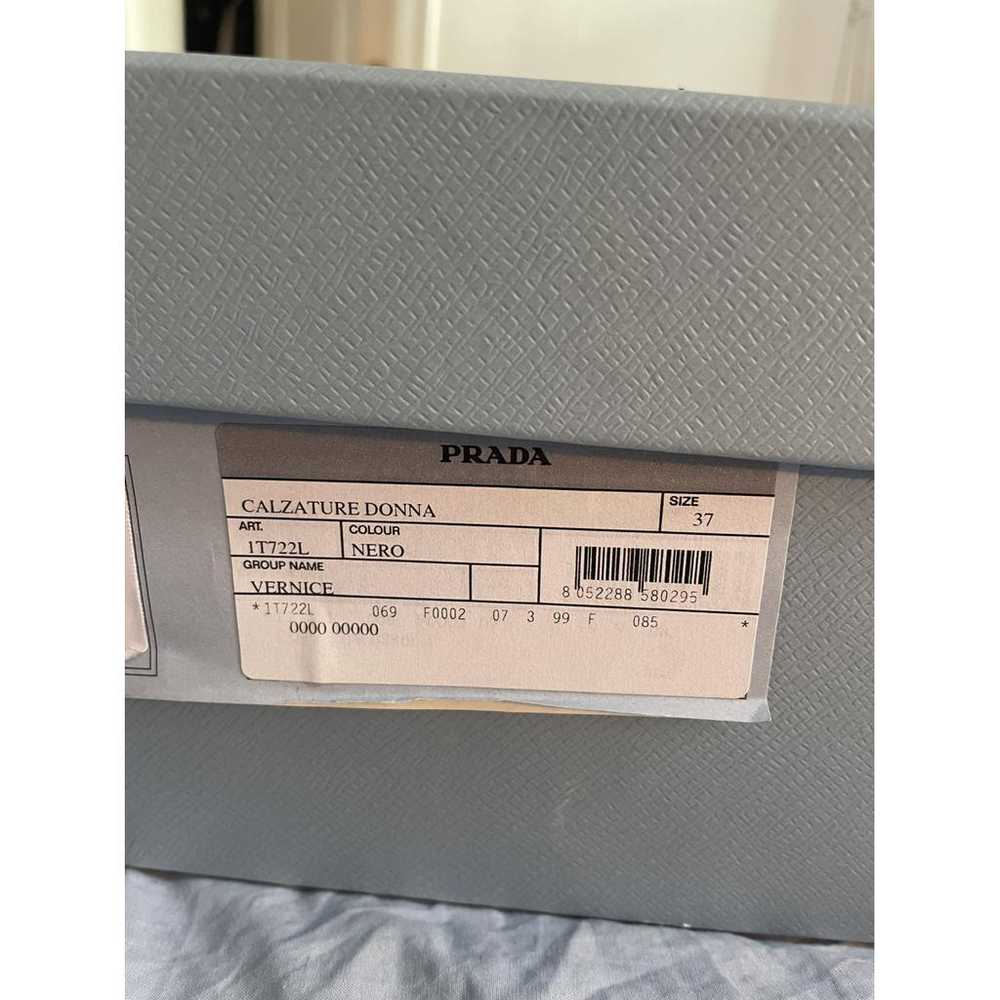 PRADA
CALZATURE DONNA
SIZE
37
ART.
1T722L
COLOUR
NERO
GROUP NAME
VERNICE
8 052288 580295
*1T722L 069 F0002 07 3 99 F 085 *
0000 00000